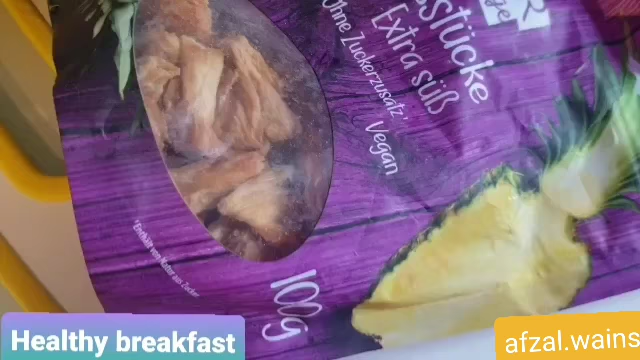 stücke
Extra süß
Ohne Zuckerzusatz*
Vegan
*Enthält von Natur aus Zucker
100g
Healthy breakfast
afzal.wains